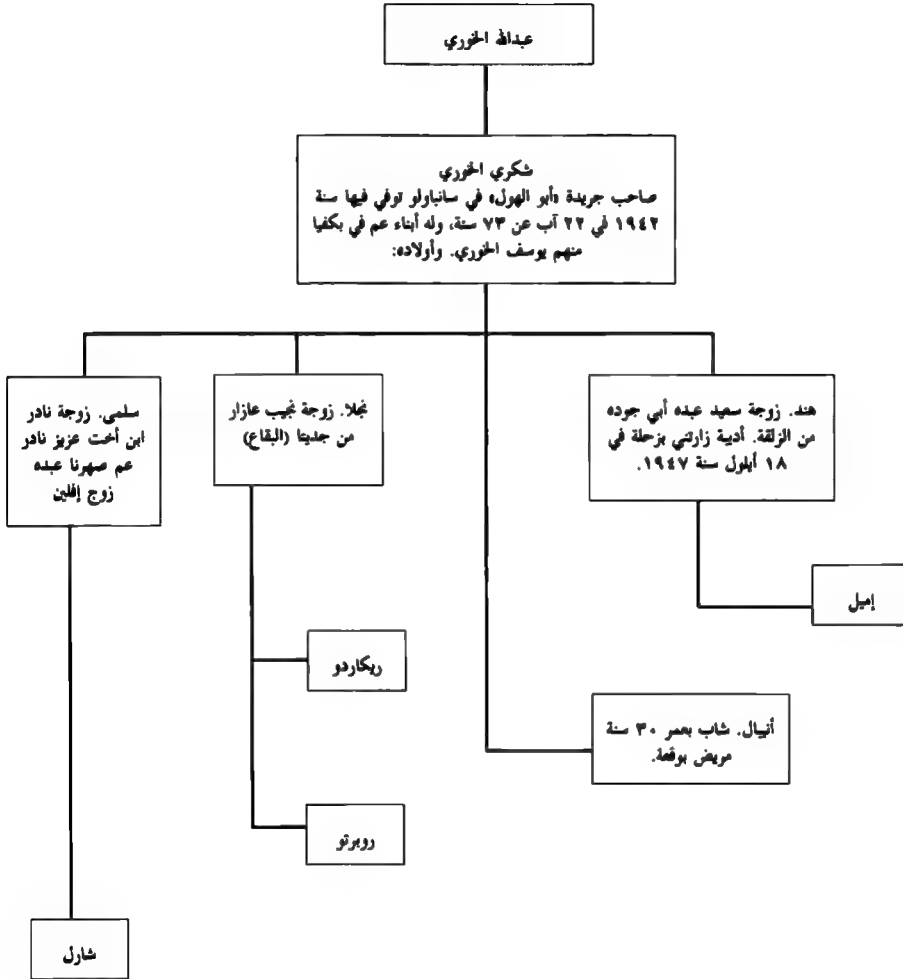 عبدالله الخوري
شكري الخوري
صاحب جريدة «أبو الهول» في سانباولو توفي فيها سنة
١٩٤٢ في ٢٢ آب عن ٧٣ سنة، وله أبناء عم في بكفيا
منهم يوسف الخوري. وأولاده:
هند. زوجة سعيد عبده أبي جوده
من الزلقة. أديبة زارتني بزحلة في
١٨ أيلول سنة ١٩٤٧.
نجلا. زوجة نجيب عازار
من جديتا (البقاع)
سلمى. زوجة نادر
ابن أخت عزيز نادر
عم صهرنا عبده
زوج إفلين
إميل
ريكاردو
أنيبال. شاب بعمر ٣٠ سنة
مريض بوقعة.
روبرتو
شارل